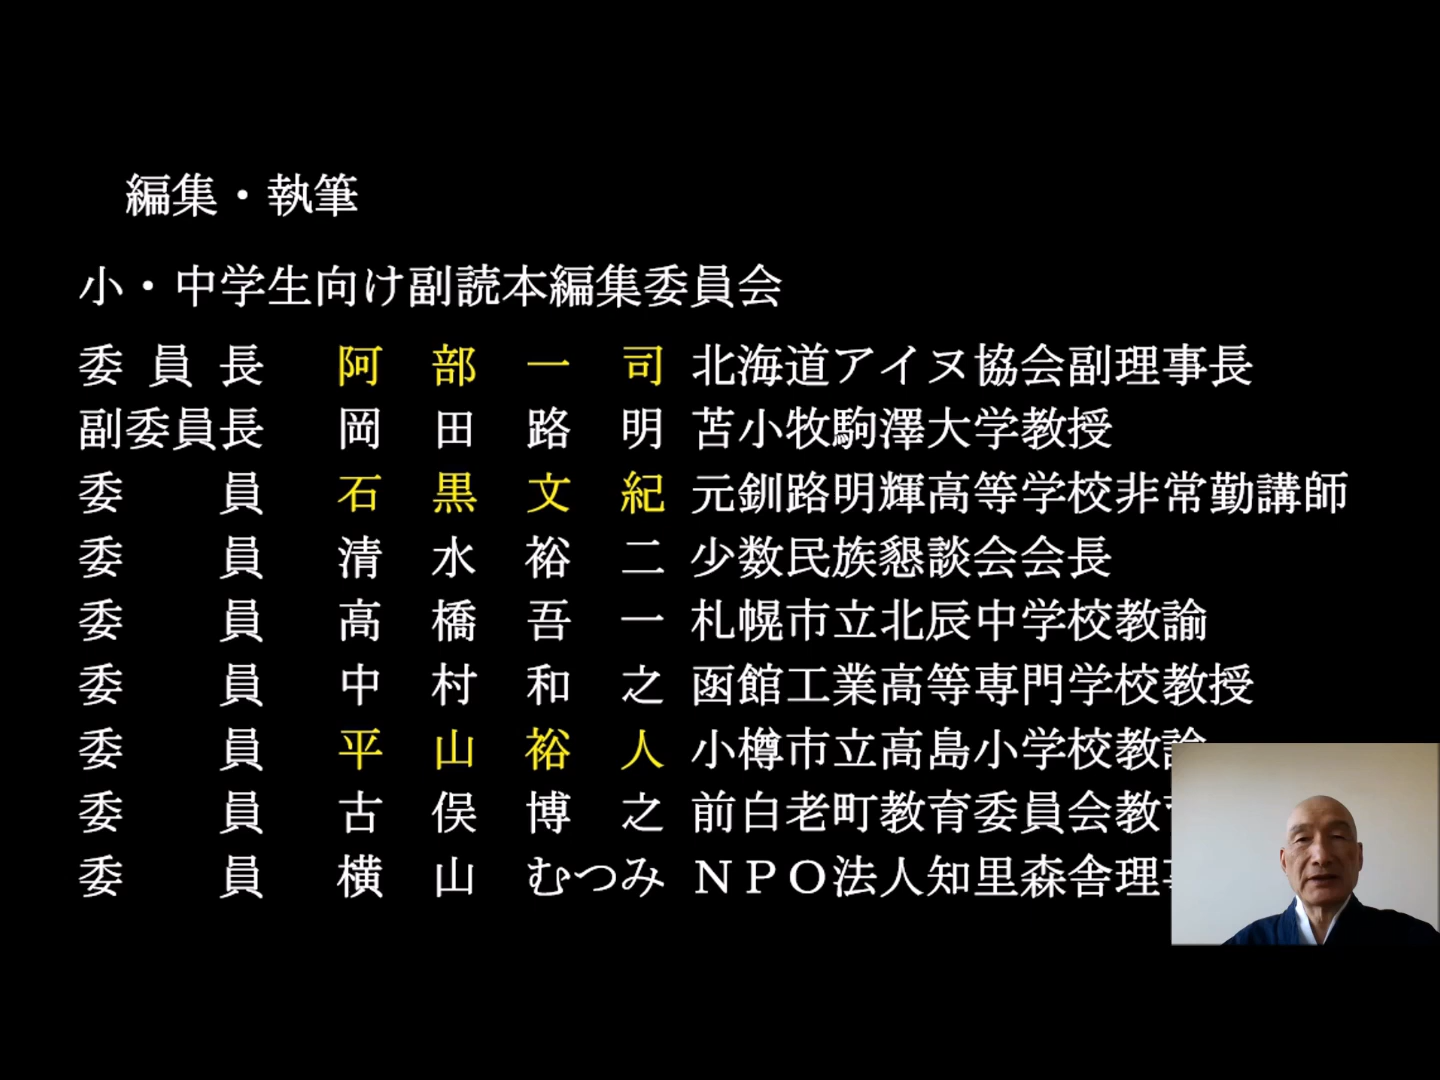 編集・執筆
小・中学生向け副読本編集委員会
委員長 阿部一司 北海道アイヌ協会副理事長
副委員長 岡田路明 苫小牧駒澤大学教授
委員 石黒文紀 元釧路明輝高等学校非常勤講師
委員 清水裕二 少数民族懇談会会長
委員 高橋吾一 札幌市立北辰中学校教諭
委員 中村和之 函館工業高等専門学校教授
委員 平山裕人 小樽市立高島小学校教諭
委員 古俣博之 前白老町教育委員会教
委員 横山むつみ NPO法人知里森舎理